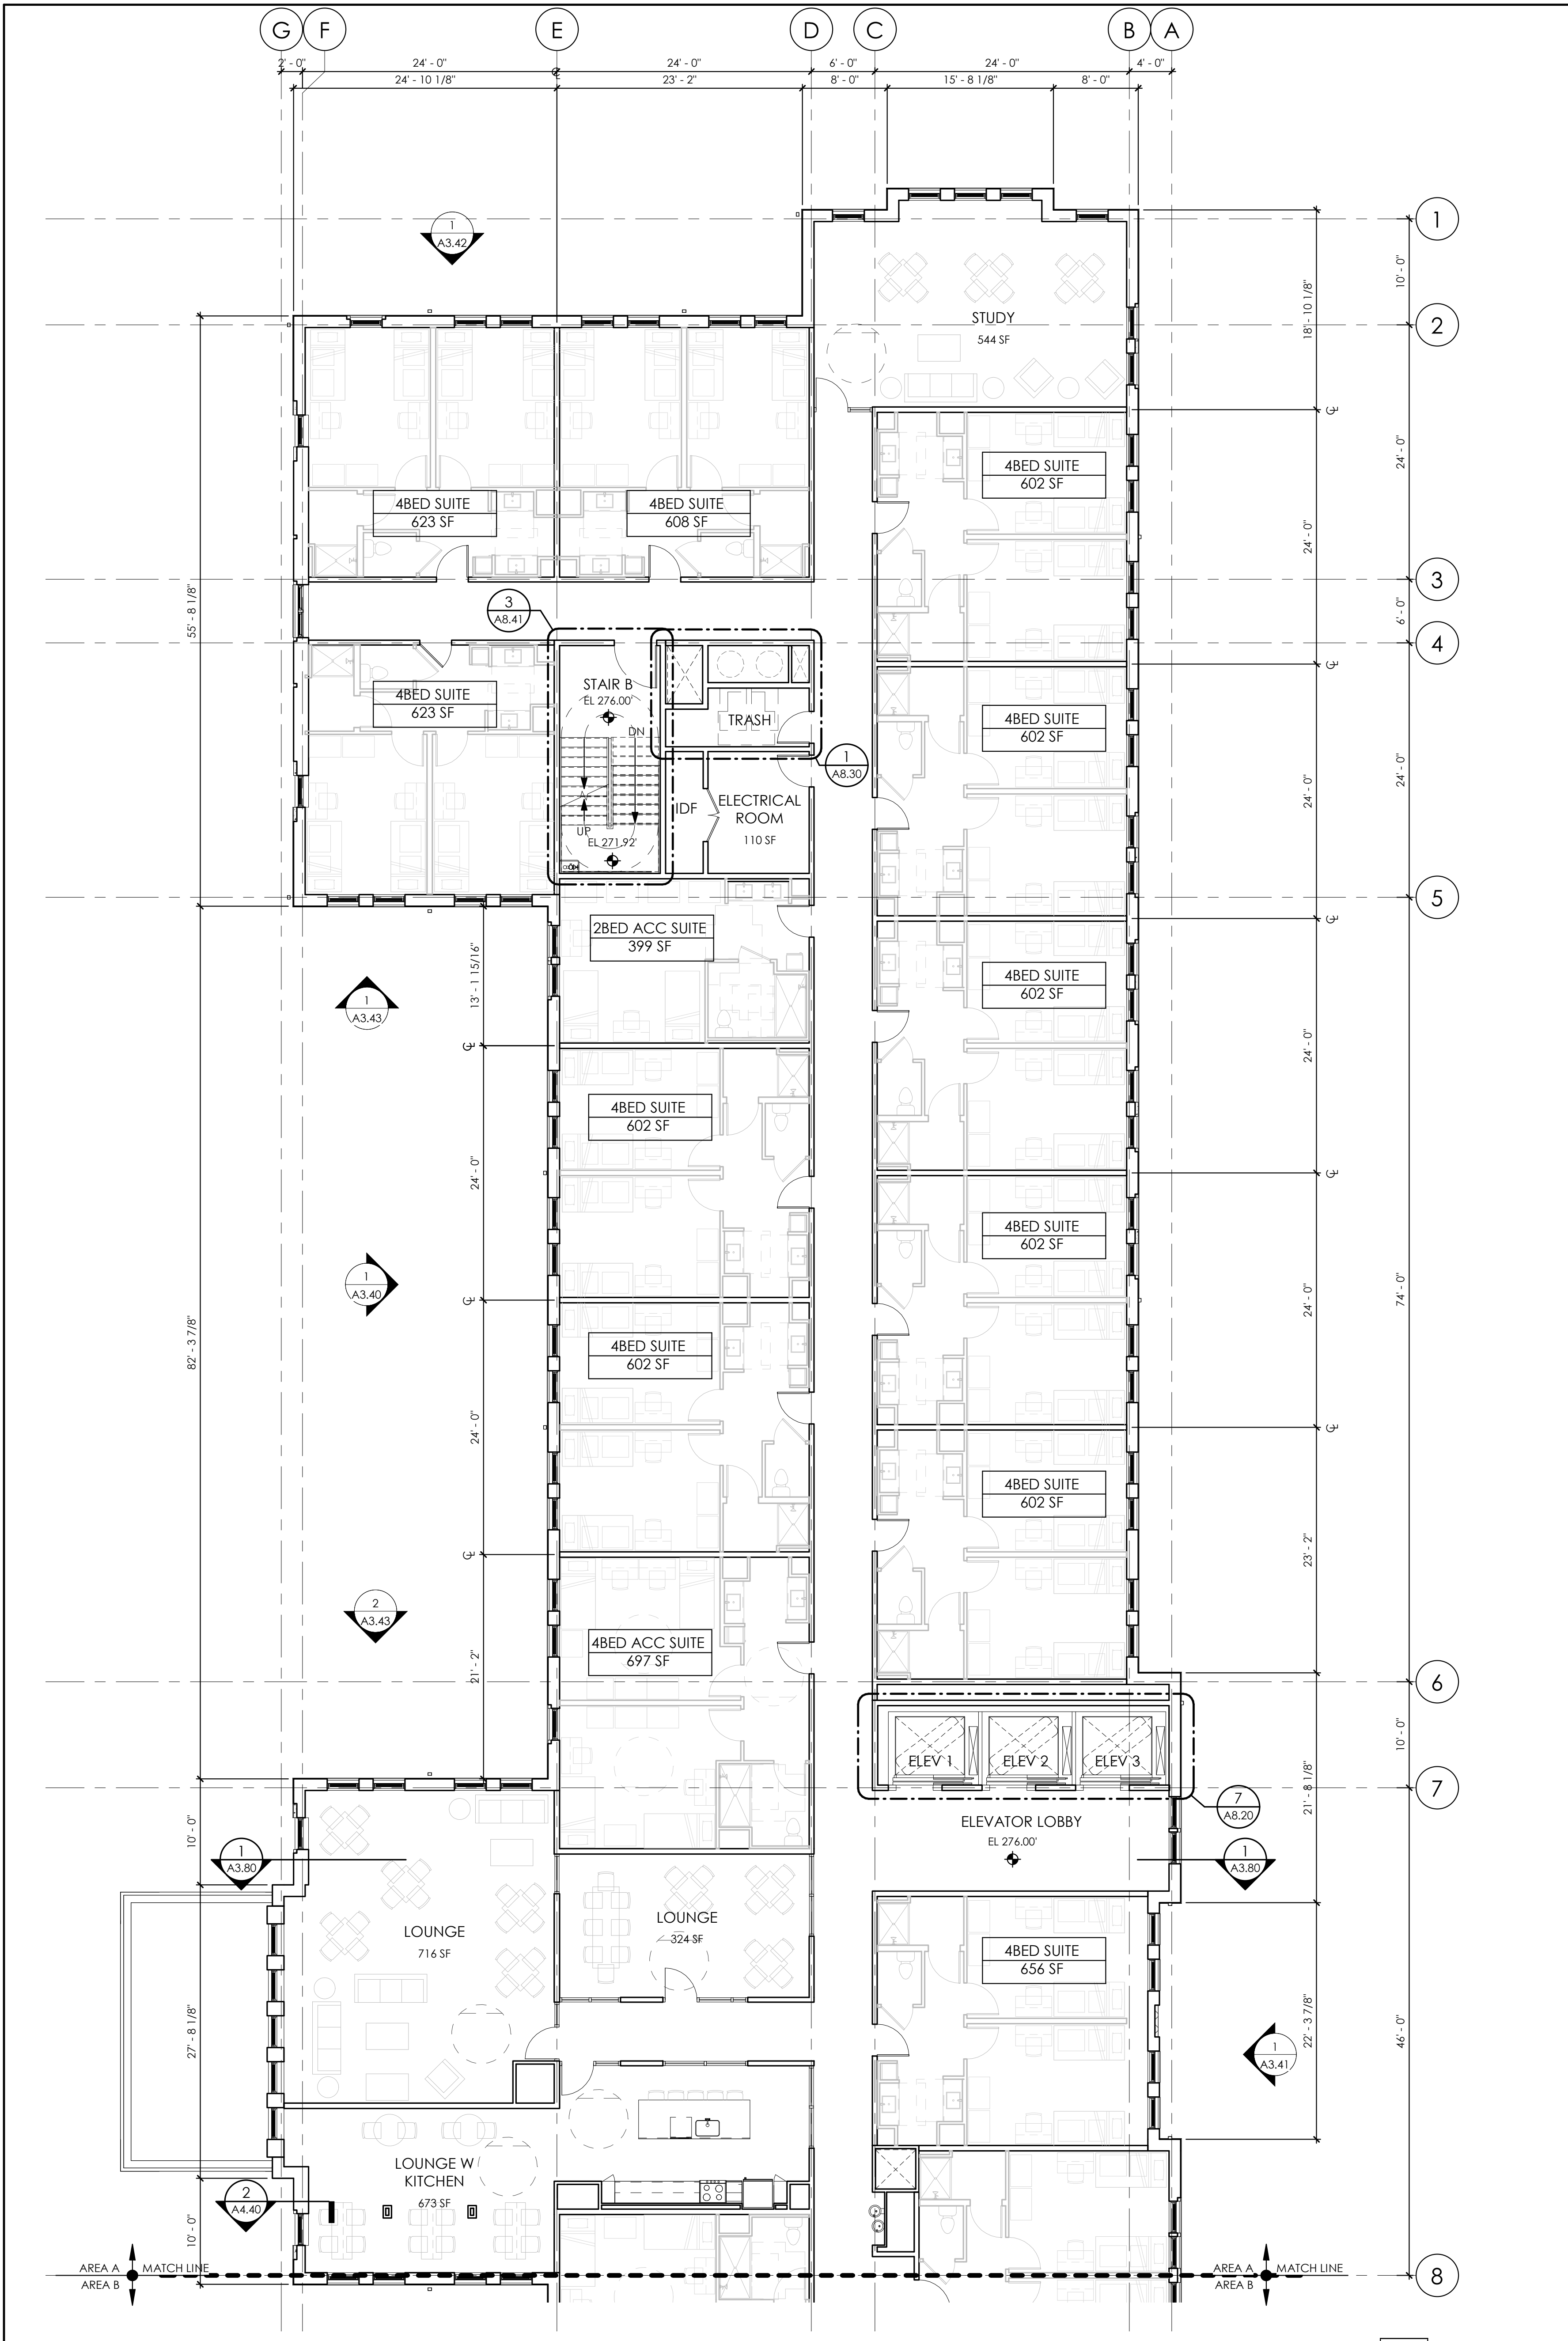 G
F
E
D
C
B
A
2' - 0"
24' - 0"
24' - 0"
6' - 0"
24' - 0"
4' - 0"
24' - 10 1/8"
23' - 2"
8' - 0"
15' - 8 1/8"
8' - 0"
1
A3.42
1
10' - 0"
18' - 10 1/8"
STUDY
544 SF
2
24' - 0"
4BED SUITE
602 SF
4BED SUITE
623 SF
4BED SUITE
608 SF
24' - 0"
3
55' - 8 1/8"
3
A8.41
6' - 0"
4
4BED SUITE
623 SF
STAIR B
EL 276.00'
DN
UP
EL 271.92'
TRASH
1
A8.30
4BED SUITE
602 SF
24' - 0"
24' - 0"
IDF
ELECTRICAL
ROOM
110 SF
5
2BED ACC SUITE
399 SF
13' - 1 15/16"
4BED SUITE
602 SF
1
A3.43
24' - 0"
4BED SUITE
602 SF
24' - 0"
4BED SUITE
602 SF
1
A3.40
24' - 0"
74' - 0"
82' - 3 7/8"
4BED SUITE
602 SF
24' - 0"
4BED SUITE
602 SF
23' - 2"
2
A3.43
4BED ACC SUITE
697 SF
21' - 2"
6
ELEV 1
ELEV 2
ELEV 3
10' - 0"
7
7
A8.20
21' - 8 1/8"
ELEVATOR LOBBY
EL 276.00'
10' - 0"
1
A3.80
1
A3.80
LOUNGE
716 SF
LOUNGE
324 SF
4BED SUITE
656 SF
27' - 8 1/8"
22' - 3 7/8"
1
A3.41
46' - 0"
LOUNGE W
KITCHEN
673 SF
2
A4.40
10' - 0"
AREA A
MATCH LINE
AREA B
AREA A
MATCH LINE
AREA B
8